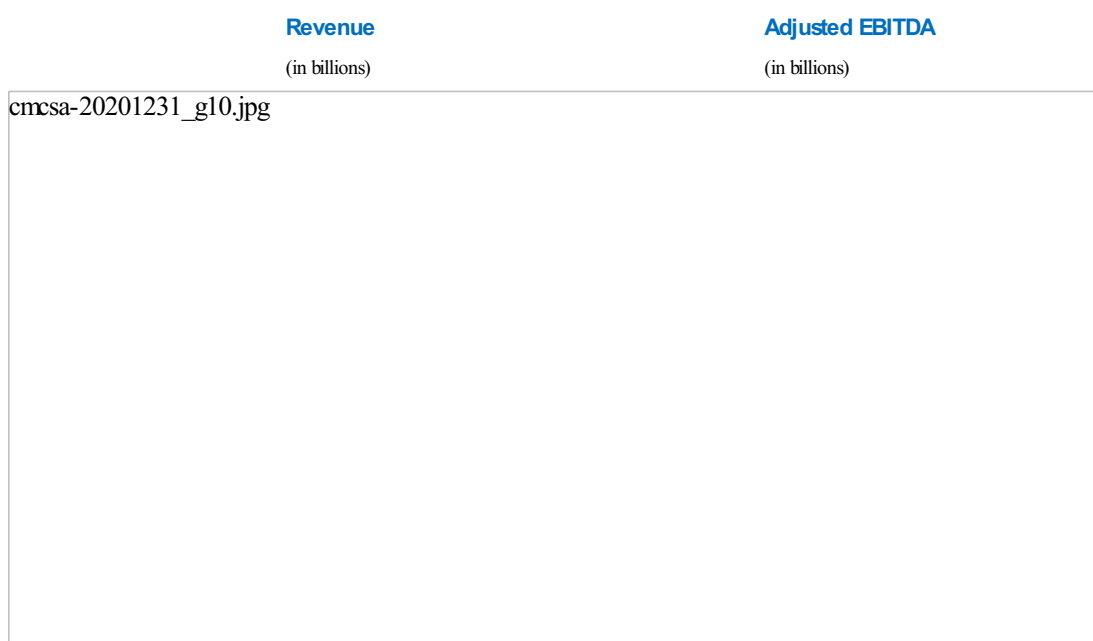 Revenue Adjusted EBITDA
(in billions) (in billions)
cmcsa-20201231_g10.jpg